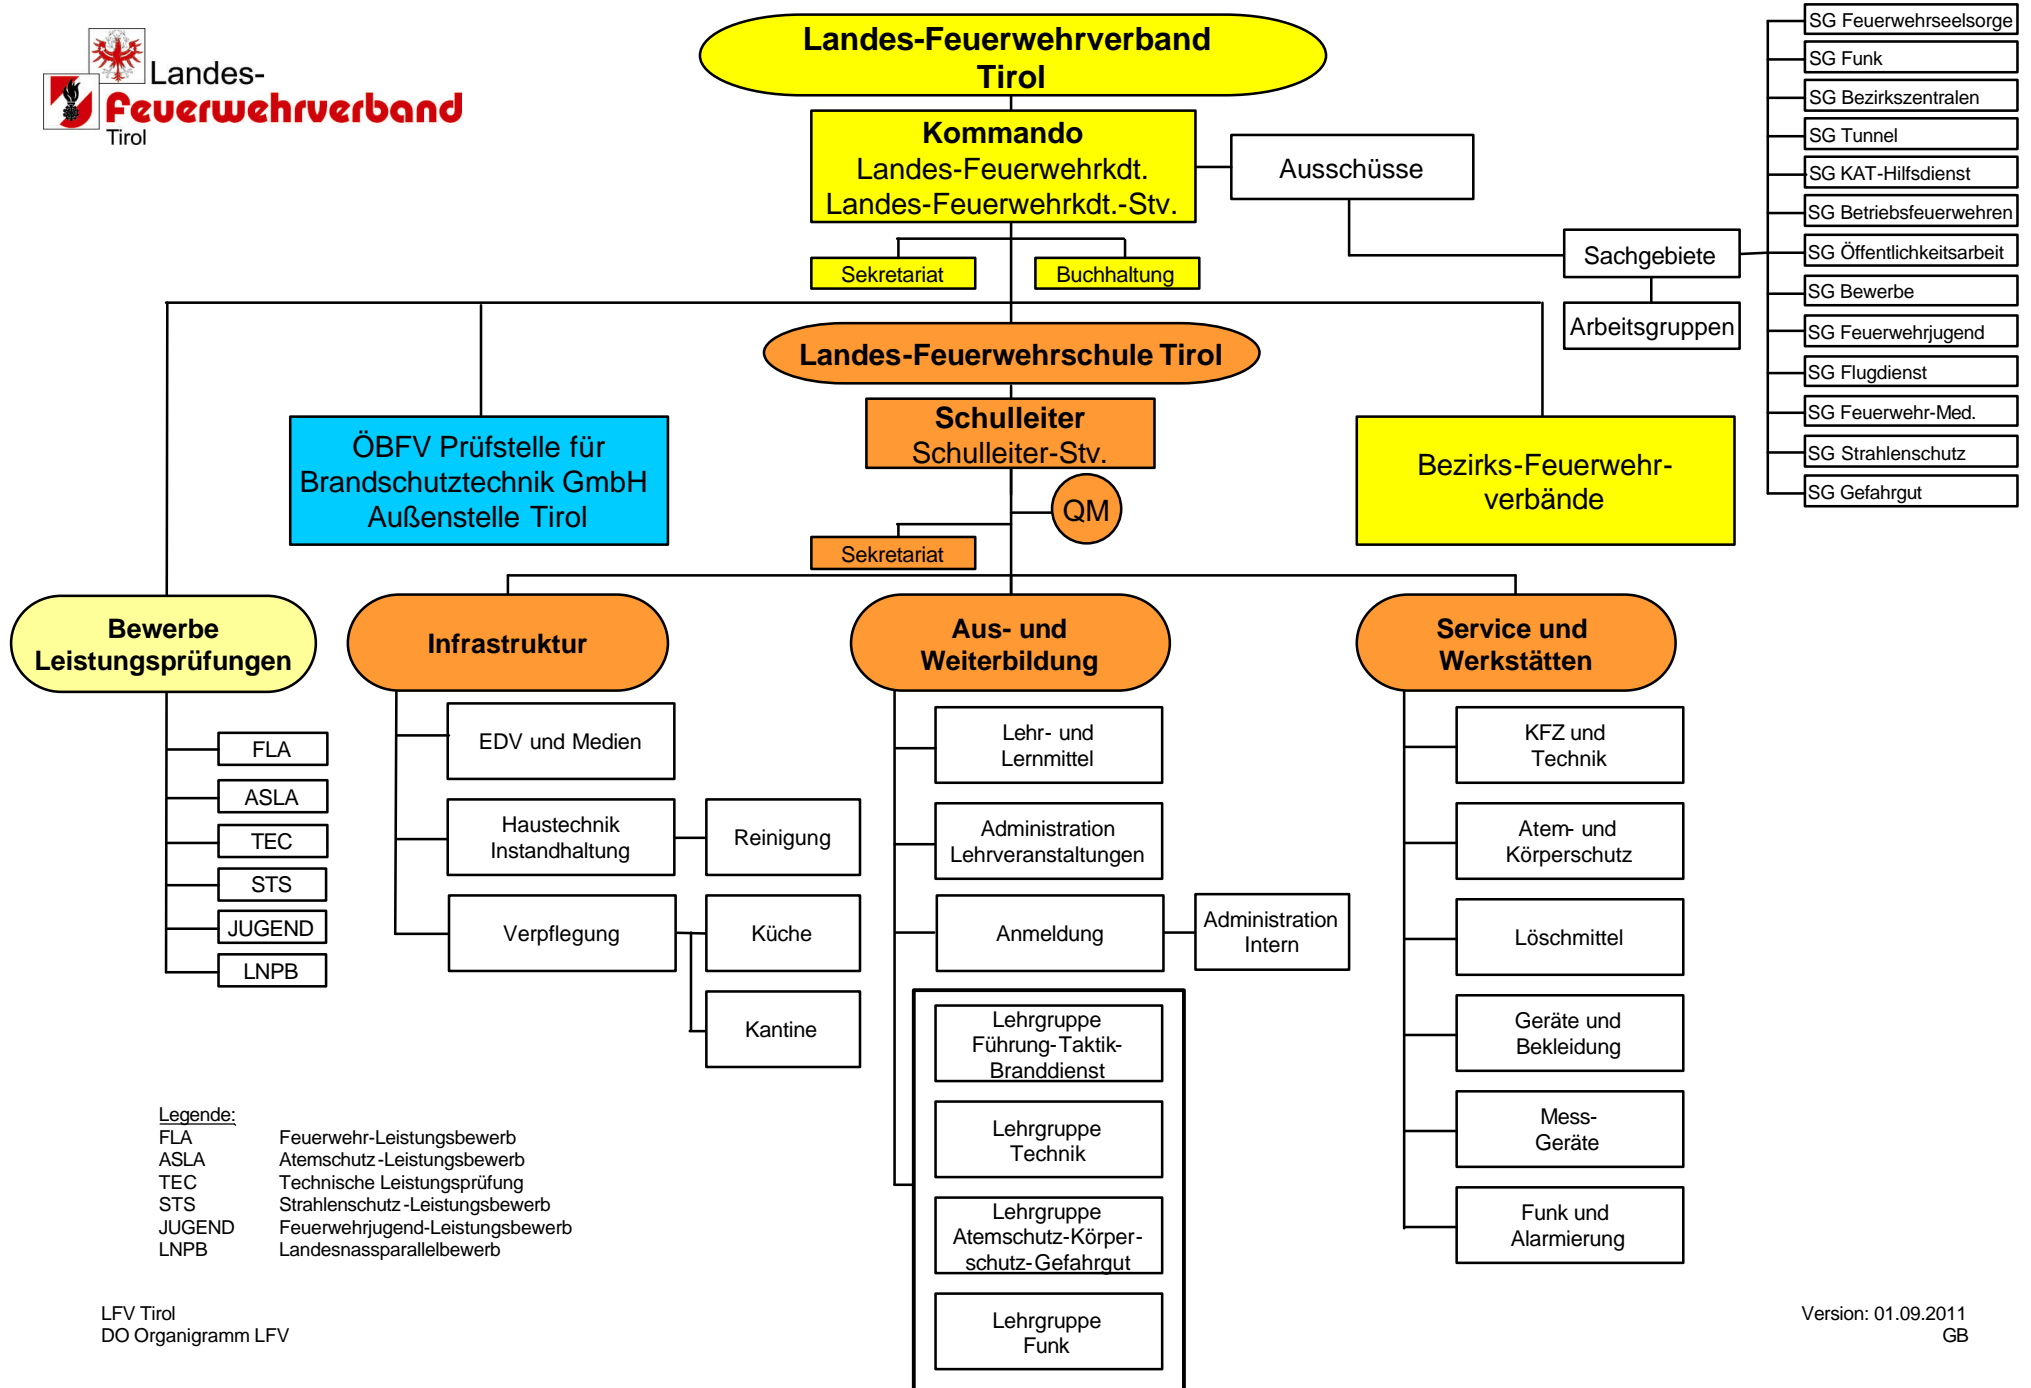 Landes-
Feuerwehrverband
Tirol
Landes-Feuerwehrverband
Tirol
Kommando
Landes-Feuerwehrkdt.
Landes-Feuerwehrkdt.-Stv.
Ausschüsse
Sekretariat
Buchhaltung
Sachgebiete
Arbeitsgruppen
SG Feuerwehrseelsorge
SG Funk
SG Bezirkszentralen
SG Tunnel
SG KAT-Hilfsdienst
SG Betriebsfeuerwehren
SG Öffentlichkeitsarbeit
SG Bewerbe
SG Feuerwehrjugend
SG Flugdienst
SG Feuerwehr-Med.
SG Strahlenschutz
SG Gefahrgut
Landes-Feuerwehrschule Tirol
Schulleiter
Schulleiter-Stv.
QM
Sekretariat
ÖBFV Prüfstelle für
Brandschutztechnik GmbH
Außenstelle Tirol
Bezirks-Feuerwehr-
verbände
Bewerbe
Leistungsprüfungen
FLA
ASLA
TEC
STS
JUGEND
LNPB
Infrastruktur
EDV und Medien
Haustechnik
Instandhaltung
Reinigung
Verpflegung
Küche
Kantine
Aus- und
Weiterbildung
Lehr- und
Lernmittel
Administration
Lehrveranstaltungen
Anmeldung
Administration
Intern
Lehrgruppe
Führung-Taktik-
Branddienst
Lehrgruppe
Technik
Lehrgruppe
Atemschutz-Körper-
schutz-Gefahrgut
Lehrgruppe
Funk
Service und
Werkstätten
KFZ und
Technik
Atem- und
Körperschutz
Löschmittel
Geräte und
Bekleidung
Mess-
Geräte
Funk und
Alarmierung
Legende:
FLA Feuerwehr-Leistungsbewerb
ASLA Atemschutz-Leistungsbewerb
TEC Technische Leistungsprüfung
STS Strahlenschutz-Leistungsbewerb
JUGEND Feuerwehrjugend-Leistungsbewerb
LNPB Landesnassparallelbewerb
LFV Tirol
DO Organigramm LFV
Version: 01.09.2011
GB